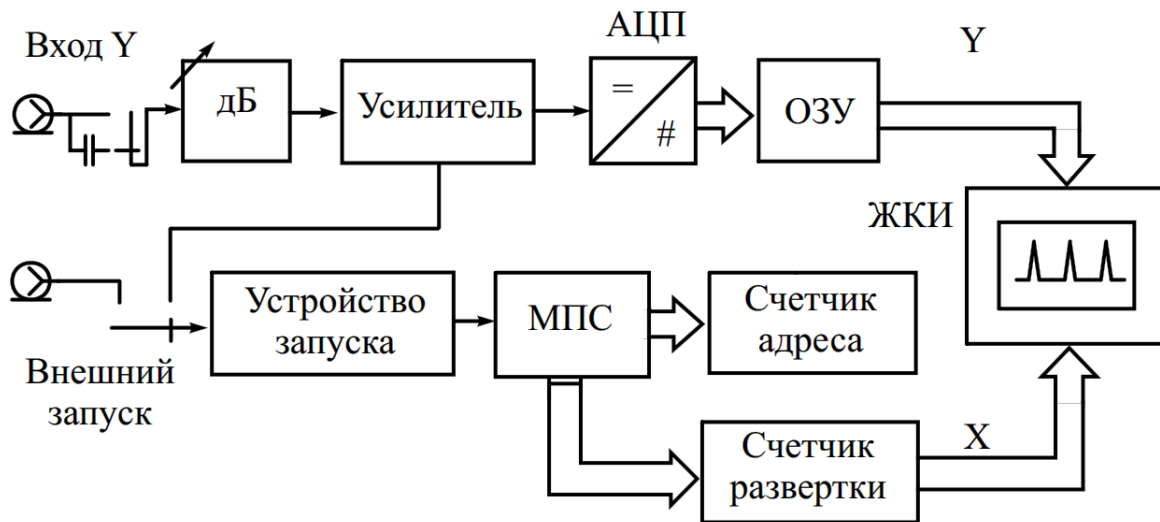 Вход Y
дБ
Усилитель
АЦП
=
#
ОЗУ
Y
ЖКИ
Внешний
запуск
Устройство
запуска
МПС
Счетчик
адреса
Счетчик
развертки
X